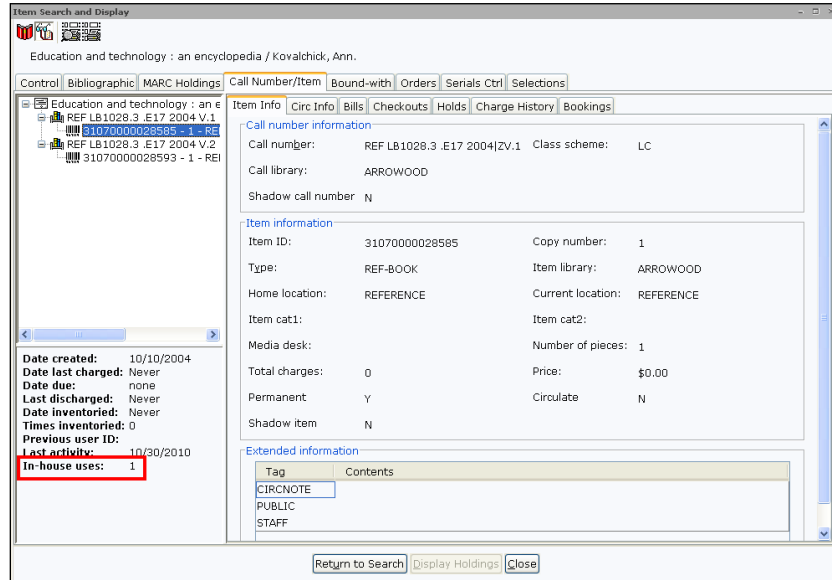 Item Search and Display
Education and technology : an encyclopedia / Kovalchick, Ann.
Control Bibliographic MARC Holdings Call Number/Item Bound-with Orders Serials Ctrl Selections
Education and technology : an e
REF LB1028.3 .E17 2004 V.1
31070000028585 - 1 - REI
REF LB1028.3 .E17 2004 V.2
31070000028593 - 1 - REI
Date created: 10/10/2004
Date last charged: Never
Date due: none
Last discharged: Never
Date inventoried: Never
Times inventoried: 0
Previous user ID:
Last activity: 10/30/2010
In-house uses: 1
Item Info Circ Info Bills Checkouts Holds Charge History Bookings
Call number information
Call number: REF LB1028.3 .E17 2004|ZV.1 Class scheme: LC
Call library: ARROWOOD
Shadow call number N
Item information
Item ID: 31070000028585 Copy number: 1
Type: REF-BOOK Item library: ARROWOOD
Home location: REFERENCE Current location: REFERENCE
Item cat1: Item cat2:
Media desk: Number of pieces: 1
Total charges: 0 Price: $0.00
Permanent Y Circulate N
Shadow item N
Extended information
Tag Contents
CIRCNOTE
PUBLIC
STAFF
Return to Search Display Holdings Close